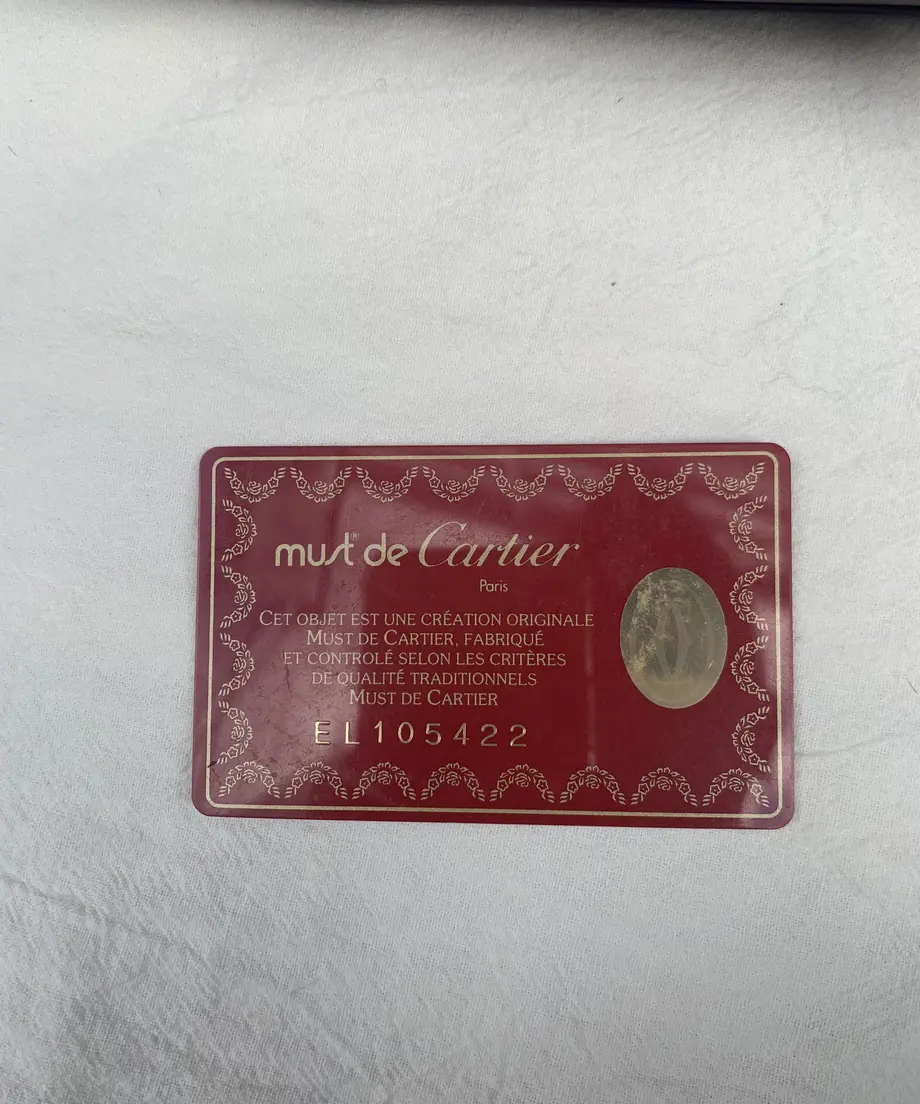 must® de Cartier
Paris
CET OBJET EST UNE CRÉATION ORIGINALE
MUST DE CARTIER, FABRIQUÉ
ET CONTROLÉ SELON LES CRITÈRES
DE QUALITÉ TRADITIONNELS
MUST DE CARTIER
EL105422